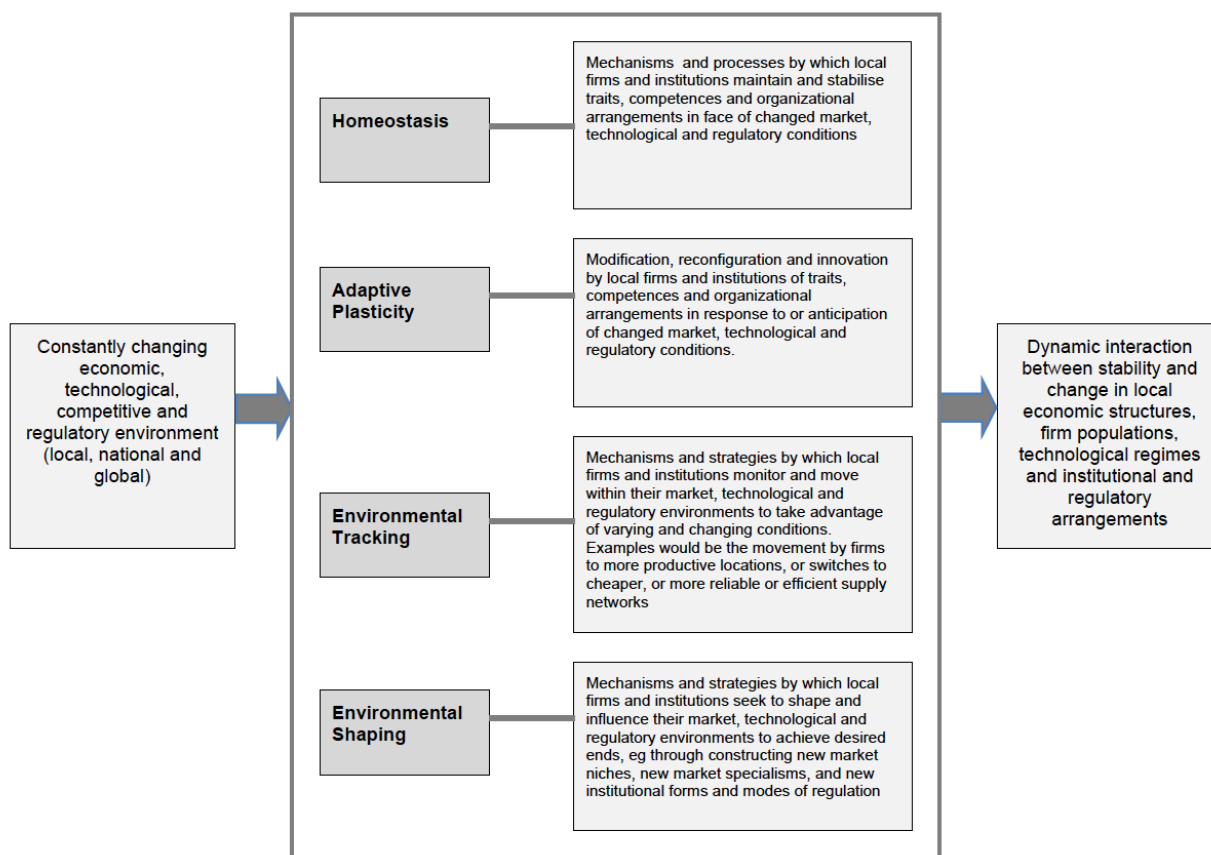 Constantly changing
economic,
technological,
competitive and
regulatory environment
(local, national and
global)
Homeostasis
Mechanisms and processes by which local
firms and institutions maintain and stabilise
traits, competences and organizational
arrangements in face of changed market,
technological and regulatory conditions
Adaptive
Plasticity
Modification, reconfiguration and innovation
by local firms and institutions of traits,
competences and organizational
arrangements in response to or anticipation
of changed market, technological and
regulatory conditions.
Environmental
Tracking
Mechanisms and strategies by which local
firms and institutions monitor and move
within their market, technological and
regulatory environments to take advantage
of varying and changing conditions.
Examples would be the movement by firms
to more productive locations, or switches to
cheaper, or more reliable or efficient supply
networks
Environmental
Shaping
Mechanisms and strategies by which local
firms and institutions seek to shape and
influence their market, technological and
regulatory environments to achieve desired
ends, eg through constructing new market
niches, new market specialisms, and new
institutional forms and modes of regulation
Dynamic interaction
between stability and
change in local
economic structures,
firm populations,
technological regimes
and institutional and
regulatory
arrangements